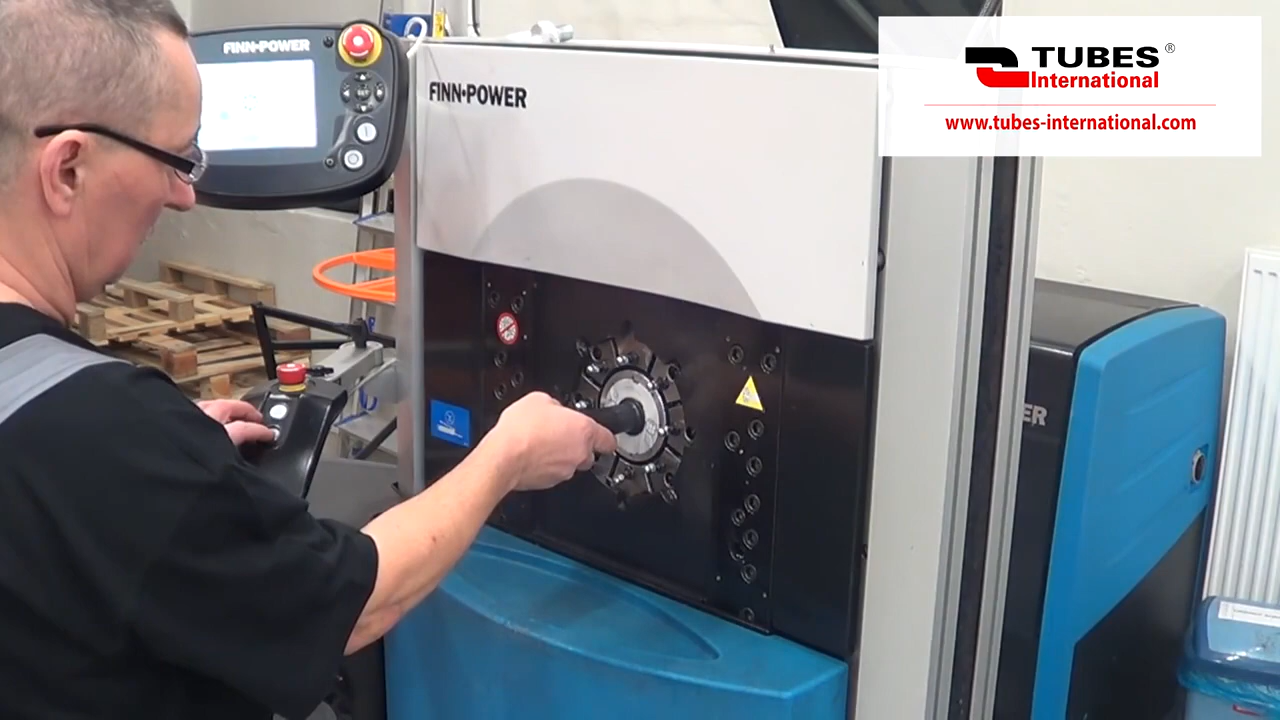 FINN-POWER
FINN-POWER
TUBES ®
International
www.tubes-international.com
ER